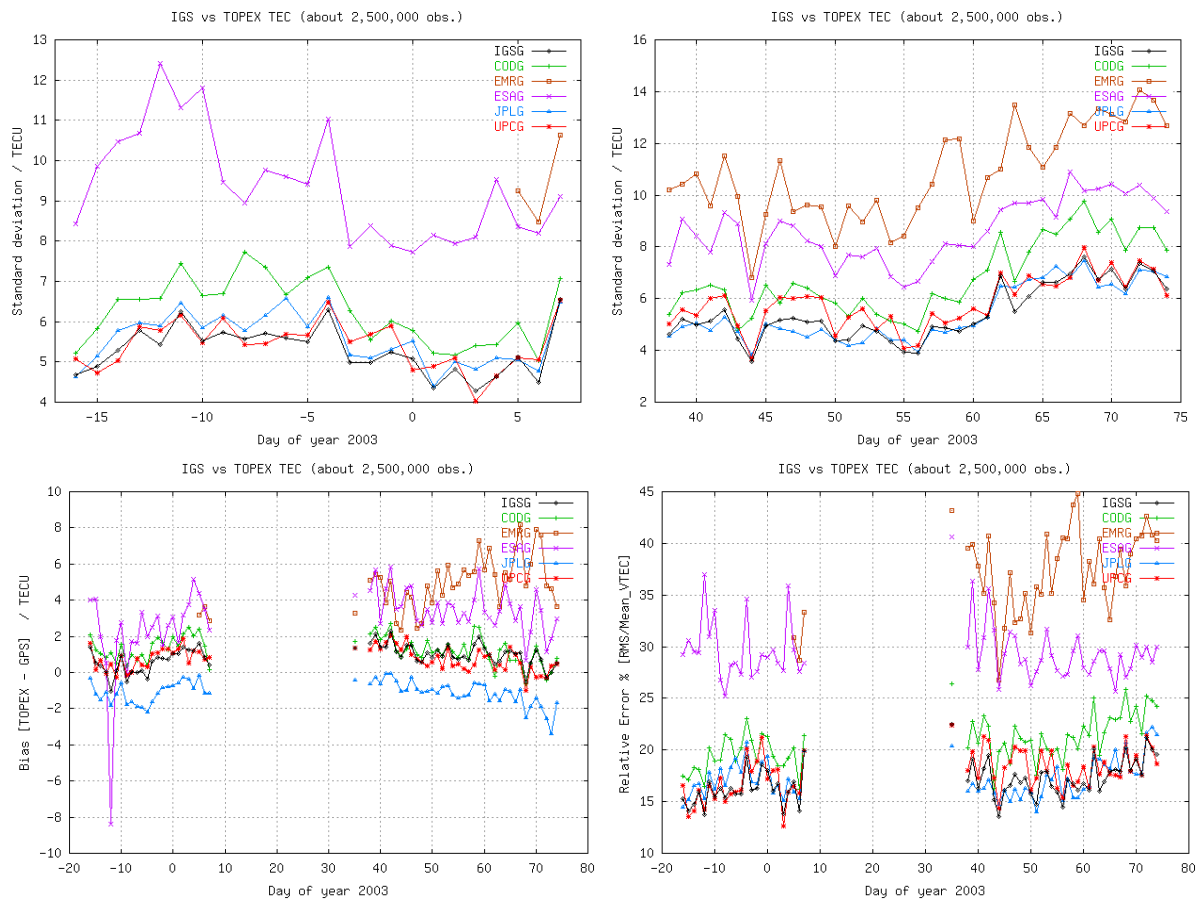 IGS vs TOPEX TEC (about 2,500,000 obs.)
Standard deviation / TECU
13
12
11
10
9
8
7
6
5
4
IGSG
CODG
EMRG
ESAG
JPLG
UPCG
-15
-10
-5
0
5
Day of year 2003
IGS vs TOPEX TEC (about 2,500,000 obs.)
Standard deviation / TECU
16
14
12
10
8
6
4
2
IGSG
CODG
EMRG
ESAG
JPLG
UPCG
40
45
50
55
60
65
70
75
Day of year 2003
IGS vs TOPEX TEC (about 2,500,000 obs.)
Bias [TOPEX - GPS] / TECU
10
8
6
4
2
0
-2
-4
-6
-8
-10
IGSG
CODG
EMRG
ESAG
JPLG
UPCG
-20
-10
0
10
20
30
40
50
60
70
80
Day of year 2003
IGS vs TOPEX TEC (about 2,500,000 obs.)
Relative Error % [RMS/Mean_VTEC]
45
40
35
30
25
20
15
10
IGSG
CODG
EMRG
ESAG
JPLG
UPCG
-20
-10
0
10
20
30
40
50
60
70
80
Day of year 2003